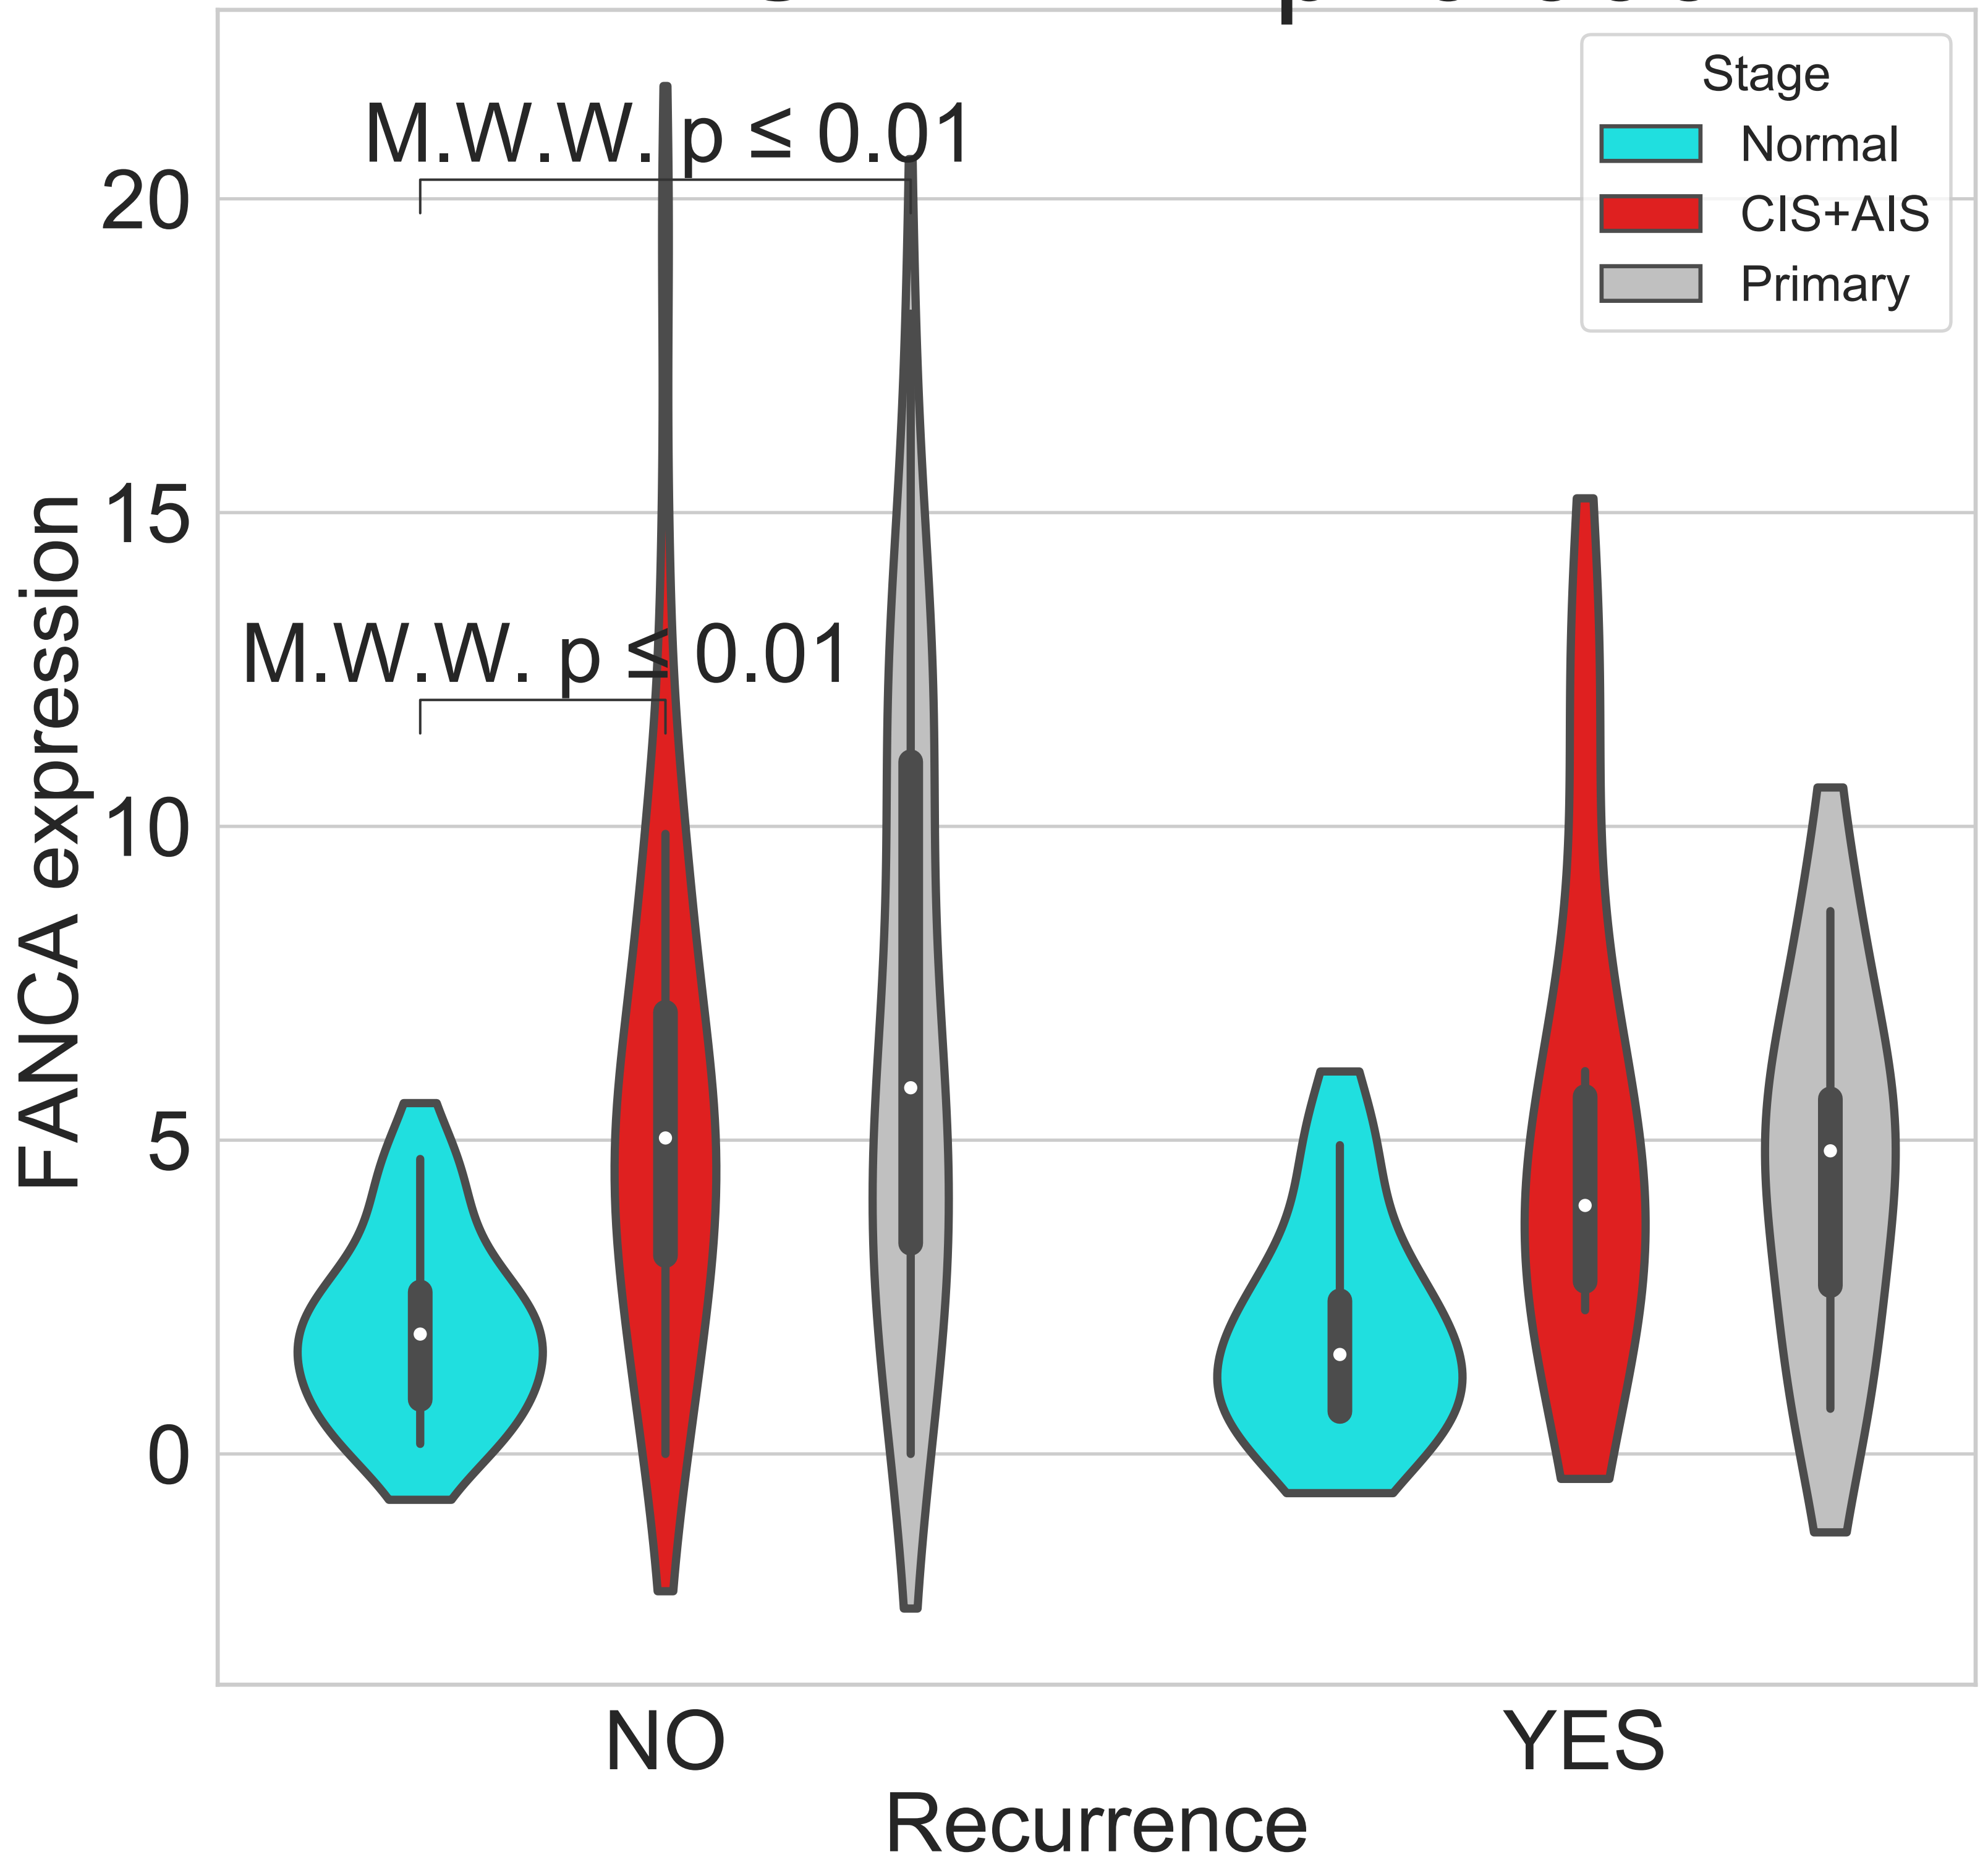 Stage
Normal
CIS+AIS
Primary
M.W.W. p ≤ 0.01
M.W.W. p ≤ 0.01
FANCA expression
20
15
10
5
0
NO
YES
Recurrence